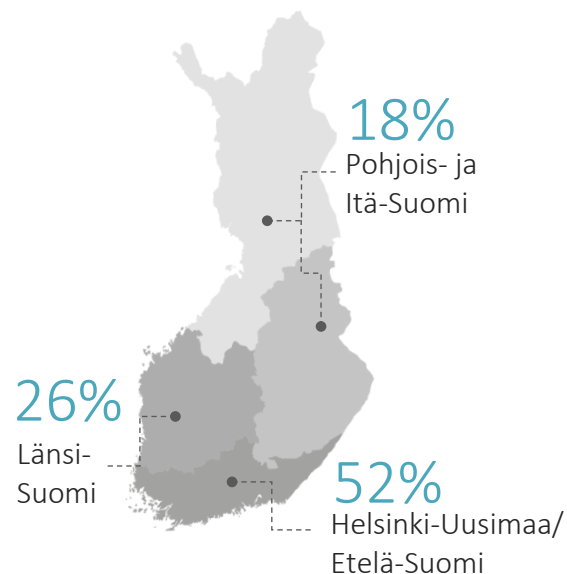 18%
Pohjois- ja
Itä-Suomi
26%
Länsi-
Suomi
52%
Helsinki-Uusimaa/
Etelä-Suomi